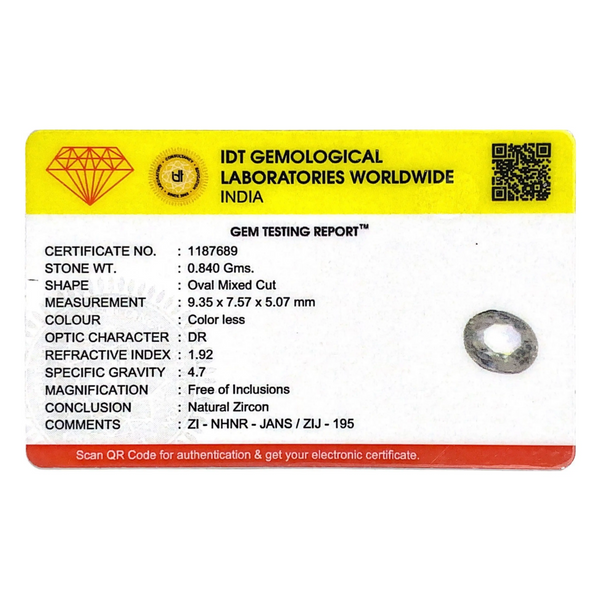 IDT GEMOLOGICAL
LABORATORIES WORLDWIDE
INDIA
GEM TESTING REPORT™
CERTIFICATE NO. : 1187689
STONE WT. : 0.840 Gms.
SHAPE : Oval Mixed Cut
MEASUREMENT : 9.35 x 7.57 x 5.07 mm
COLOUR : Color less
OPTIC CHARACTER : DR
REFRACTIVE INDEX : 1.92
SPECIFIC GRAVITY : 4.7
MAGNIFICATION : Free of Inclusions
CONCLUSION : Natural Zircon
COMMENTS : ZI - NHNR - JANS / ZIJ - 195
Scan QR Code for authentication & get your electronic certificate.